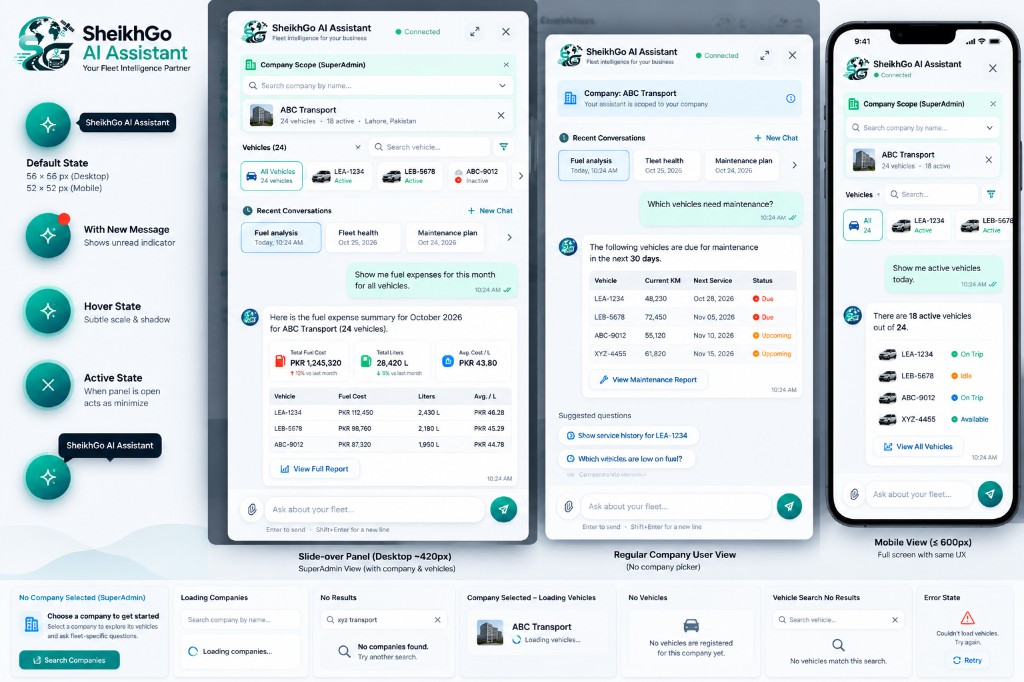 SheikhGo
AI Assistant
Your Fleet Intelligence Partner
SheikhGo AI Assistant
Default State
56 × 56 px (Desktop)
52 × 52 px (Mobile)
With New Message
Shows unread indicator
Hover State
Subtle scale & shadow
Active State
When panel is open
acts as minimize
SheikhGo AI Assistant
SheikhGo AI Assistant
Fleet intelligence for your business
Connected
Company Scope (SuperAdmin)
Search company by name...
ABC Transport
24 vehicles • 18 active • Lahore, Pakistan
Vehicles (24)
Search vehicle...
All Vehicles
24 vehicles
LEA-1234
Active
LEB-5678
Active
ABC-9012
Inactive
Recent Conversations
+ New Chat
Fuel analysis
Today, 10:24 AM
Fleet health
Oct 25, 2026
Maintenance plan
Oct 24, 2026
Show me fuel expenses for this month
for all vehicles.
10:24 AM
Here is the fuel expense summary for October 2026
for ABC Transport (24 vehicles).
Total Fuel Cost
PKR 1,245,320
↑ 12% vs last month
Total Liters
28,420 L
↓ 5% vs last month
Avg. Cost / L
PKR 43.80
Vehicle Fuel Cost Liters Avg. / L
LEA-1234 PKR 112,450 2,430 L PKR 46.28
LEB-5678 PKR 98,760 2,180 L PKR 45.29
ABC-9012 PKR 87,320 1,950 L PKR 44.78
View Full Report
10:24 AM
Ask about your fleet...
Enter to send • Shift+Enter for a new line
Slide-over Panel (Desktop ~420px)
SuperAdmin View (with company & vehicles)
SheikhGo AI Assistant
Fleet intelligence for your business
Connected
Company: ABC Transport
Your assistant is scoped to your company
Recent Conversations
+ New Chat
Fuel analysis
Today, 10:24 AM
Tleet health
Oct 25, 2026
Maintenance plan
Oct 24, 2026
Which vehicles need maintenance?
10:24 AM
The following vehicles are due for maintenance
in the next 30 days.
Vehicle Current KM Next Service Status
LEA-1234 48,230 Oct 28, 2026 Due
LEB-5678 72,450 Nov 05, 2026 Due
ABC-9012 55,120 Nov 10, 2026 Upcoming
XYZ-4455 61,820 Nov 15, 2026 Upcoming
View Maintenance Report
10:24 AM
Suggested questions
Show service history for LEA-1234
Which vehicles are low on fuel?
Ask about your fleet...
Enter to send • Shift+Enter for a new line
Regular Company User View
(No company picker)
9:41
SheikhGo AI Assistant
Connected
Company Scope (SuperAdmin)
Search company by name...
ABC Transport
24 vehicles • 18 active
Vehicles
Search...
All
24
LEA-1234
Active
LEB-5678
Active
Show me active vehicles
today.
10:24 AM
There are 18 active vehicles
out of 24.
LEA-1234 On Trip
LEB-5678 Idle
ABC-9012 On Trip
XYZ-4455 Available
View All Vehicles
10:24 AM
Ask about your fleet...
Mobile View (≤ 600px)
Full screen with same UX
No Company Selected (SuperAdmin)
Choose a company to get started
Select a company to explore its vehicles
and ask fleet-specific questions.
Search Companies
Loading Companies
Search company by name...
Loading companies...
No Results
xyz transport
No companies found.
Try another search.
Company Selected – Loading Vehicles
ABC Transport
Loading vehicles...
No Vehicles
No vehicles are registered
for this company yet.
Vehicle Search No Results
Search vehicle...
No vehicles match this search.
Error State
Couldn't load vehicles.
Try again.
Retry